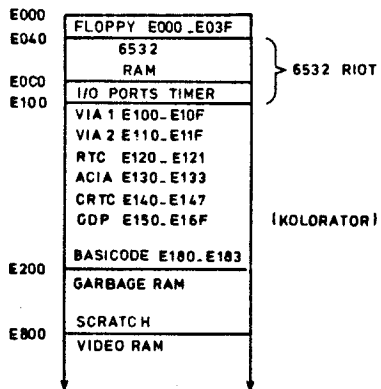 E000
FLOPPY E000_E03F
E040
6532
RAM
6532 RIOT
E0C0
I/O PORTS TIMER
E100
VIA 1 E100_E10F
VIA 2 E110_E11F
RTC E120_E121
ACIA E130_E133
CRTC E140_E147
GDP E150_E16F
(KOLORATOR)
BASICODE E180_E183
E200
GARBAGE RAM
SCRATCH
E800
VIDEO RAM